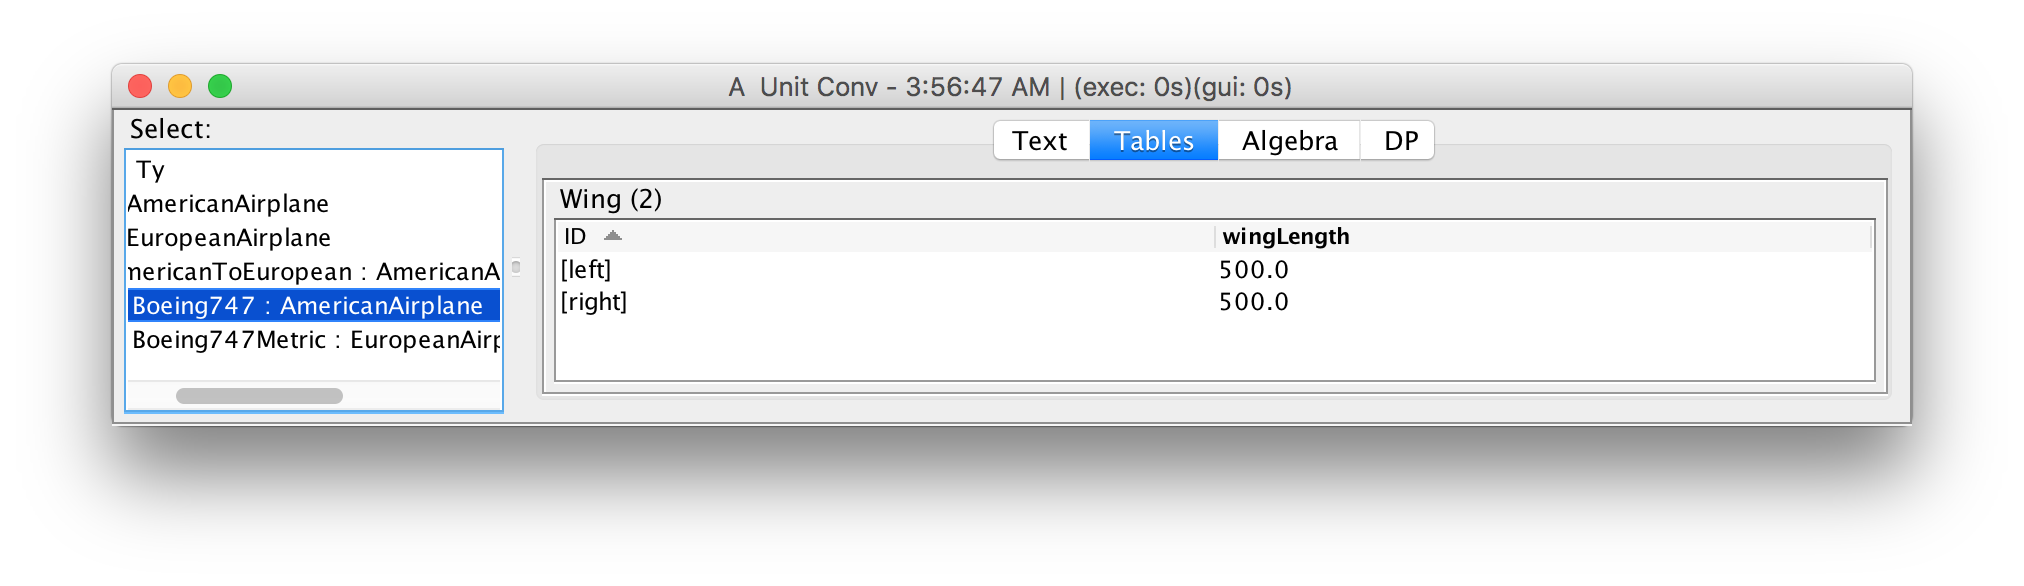 A Unit Conv - 3:56:47 AM | (exec: 0s)(gui: 0s)
Select:
Ty
AmericanAirplane
EuropeanAirplane
mericanToEuropean : AmericanA
Boeing747 : AmericanAirplane
Boeing747Metric : EuropeanAirp
Text Tables Algebra DP
Wing (2)
ID wingLength
[left] 500.0
[right] 500.0